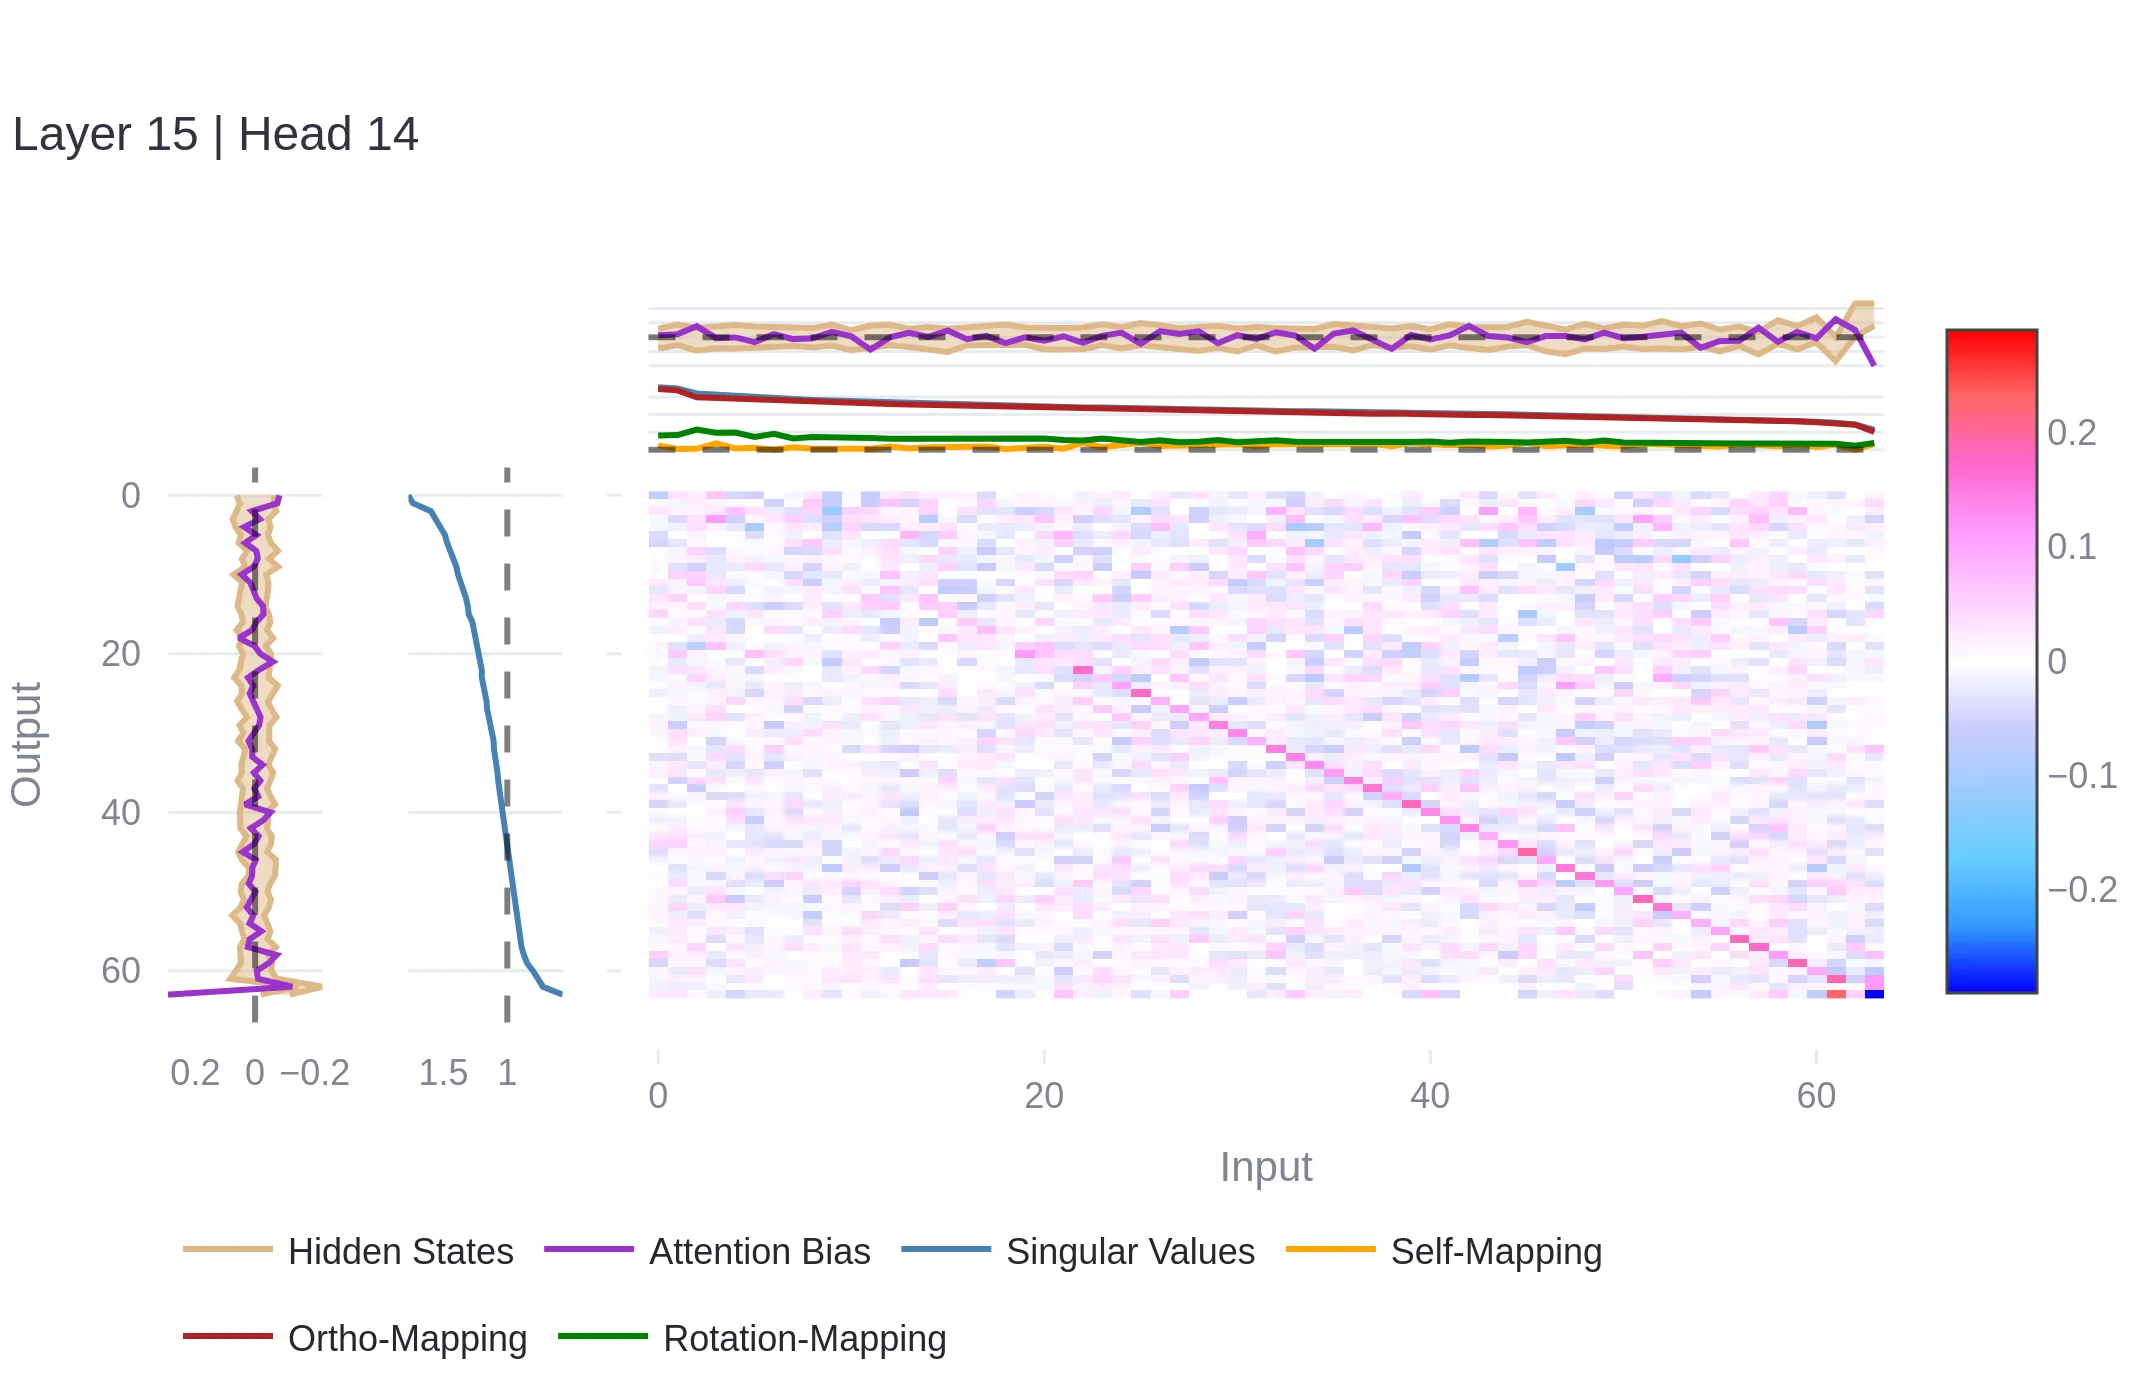 Layer 15 | Head 14
0
20
40
60
Output
0.2 0 −0.2
1.5 1
0 20 40 60
Input
0.2
0.1
0
−0.1
−0.2
Hidden States Attention Bias Singular Values Self-Mapping
Ortho-Mapping Rotation-Mapping